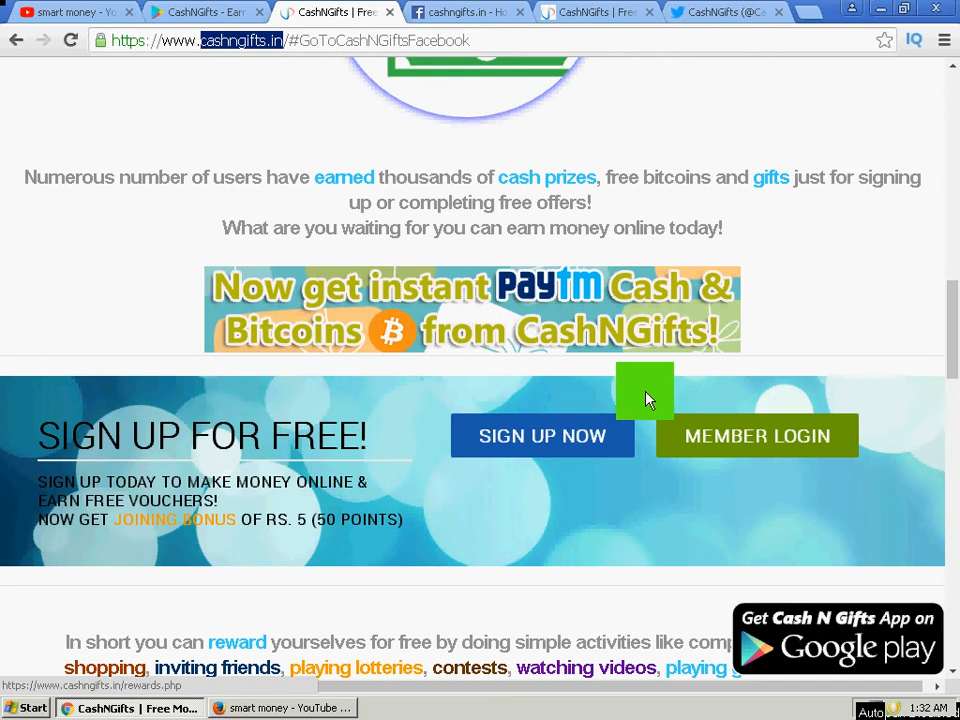 smart money - Yo
CashNGifts - Earn
CashNGifts | Free
cashngifts.in - Ho
CashNGifts | Free
CashNGifts (@Ca
https://www.cashngifts.in/#GoToCashNGiftsFacebook
IQ
Numerous number of users have earned thousands of cash prizes, free bitcoins and gifts just for signing
up or completing free offers!
What are you waiting for you can earn money online today!
Now get instant paytm Cash &
Bitcoins from CashNGifts!
SIGN UP FOR FREE!
SIGN UP NOW
MEMBER LOGIN
SIGN UP TODAY TO MAKE MONEY ONLINE &
EARN FREE VOUCHERS!
NOW GET JOINING BONUS OF RS. 5 (50 POINTS)
Get Cash N Gifts App on
Google play
In short you can reward yourselves for free by doing simple activities like comp
shopping, inviting friends, playing lotteries, contests, watching videos, playing g
https://www.cashngifts.in/rewards.php
Start
CashNGifts | Free Mo...
smart money - YouTube ...
1:32 AM